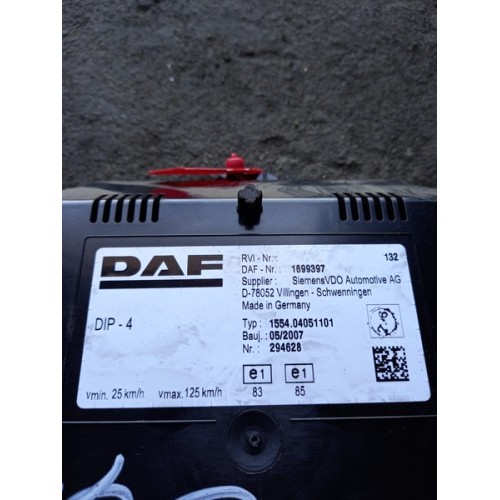 DAF
RVI - Nr.: 132
DAF - Nr.: 1699397
Supplier: SiemensVDO Automotive AG
D-78052 Villingen - Schwenningen
Made in Germany
DIP - 4
Typ: 1554.04051101
Bauj.: 05/2007
Nr.: 294628
e1 e1
83 85
vmin. 25 km/h vmax. 125 km/h